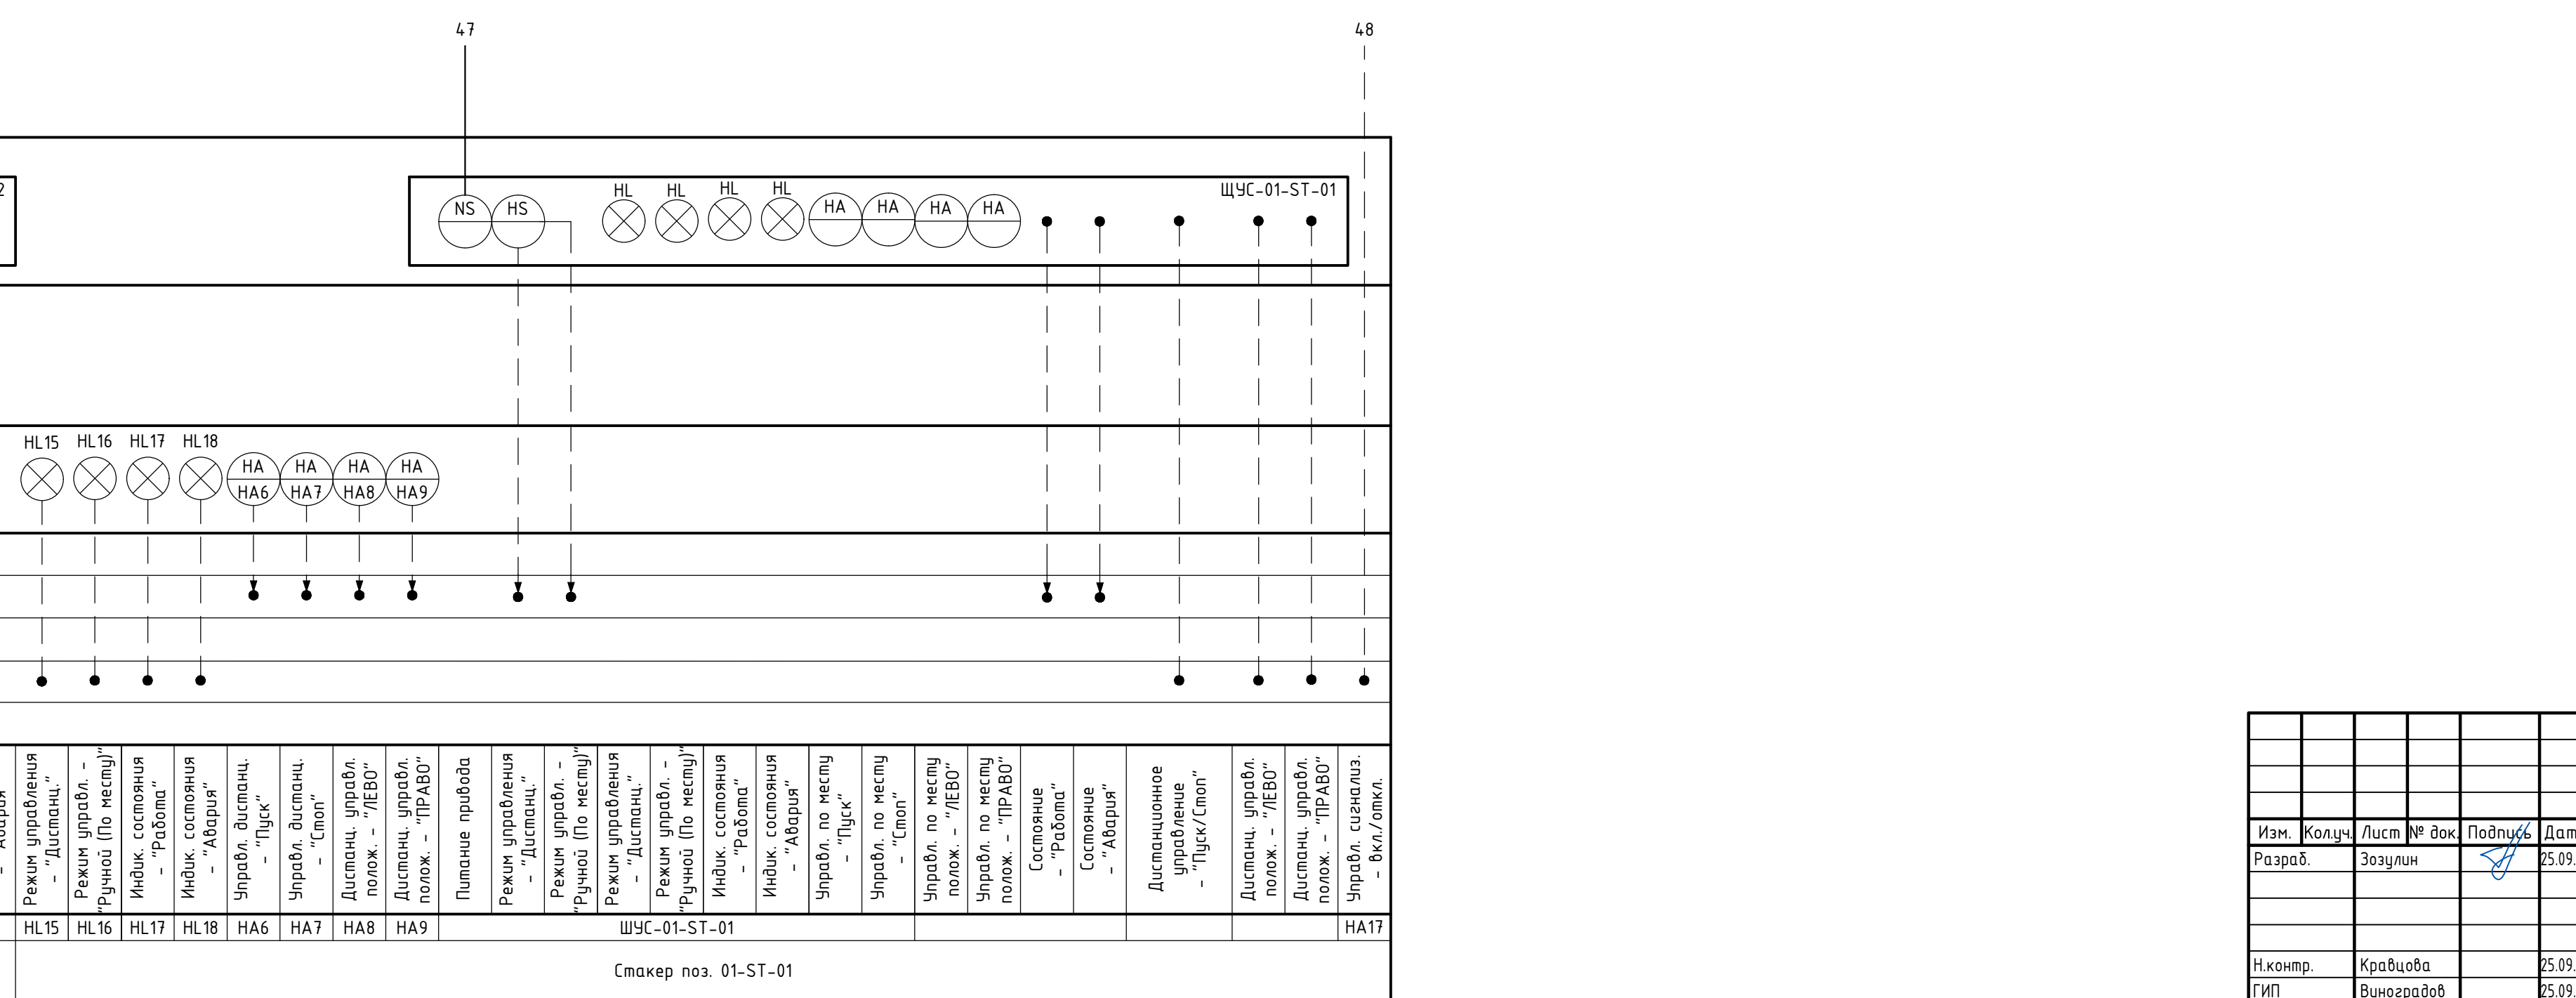 47
48
2
ЩУС-01-ST-01
NS
HS
HL
HL
HL
HL
HA
HA
HA
HA
HL15
HL16
HL17
HL18
HA
HA6
HA
HA7
HA
HA8
HA
HA9
- "Авария"
Режим управления
- "Дистанц."
Режим управл. -
"Ручной (По месту)"
Индик. состояния
- "Работа"
Индик. состояния
- "Авария"
Управл. дистанц.
- "Пуск"
Управл. дистанц.
- "Стоп"
Дистанц. управл.
полож. - "ЛЕВО"
Дистанц. управл.
полож. - "ПРАВО"
Питание привода
Режим управления
- "Дистанц."
Режим управл. -
"Ручной (По месту)"
Режим управления
- "Дистанц."
Режим управл. -
"Ручной (По месту)"
Индик. состояния
- "Работа"
Индик. состояния
- "Авария"
Управл. по месту
- "Пуск"
Управл. по месту
- "Стоп"
Управл. по месту
полож. - "ЛЕВО"
Управл. по месту
полож. - "ПРАВО"
Состояние
- "Работа"
Состояние
- "Авария"
Дистанционное
управление
- "Пуск/Стоп"
Дистанц. управл.
полож. - "ЛЕВО"
Дистанц. управл.
полож. - "ПРАВО"
Управл. сигнализ.
- вкл./откл.
HL15
HL16
HL17
HL18
HA6
HA7
HA8
HA9
ШУС-01-ST-01
HA17
Стакер поз. 01-ST-01
Изм.
Кол.уч.
Лист
№ док.
Подпись
Дат
Разраб.
Зозулин
25.09.
Н.контр.
Кравцова
25.09.
ГИП
Виноградов
25.09.